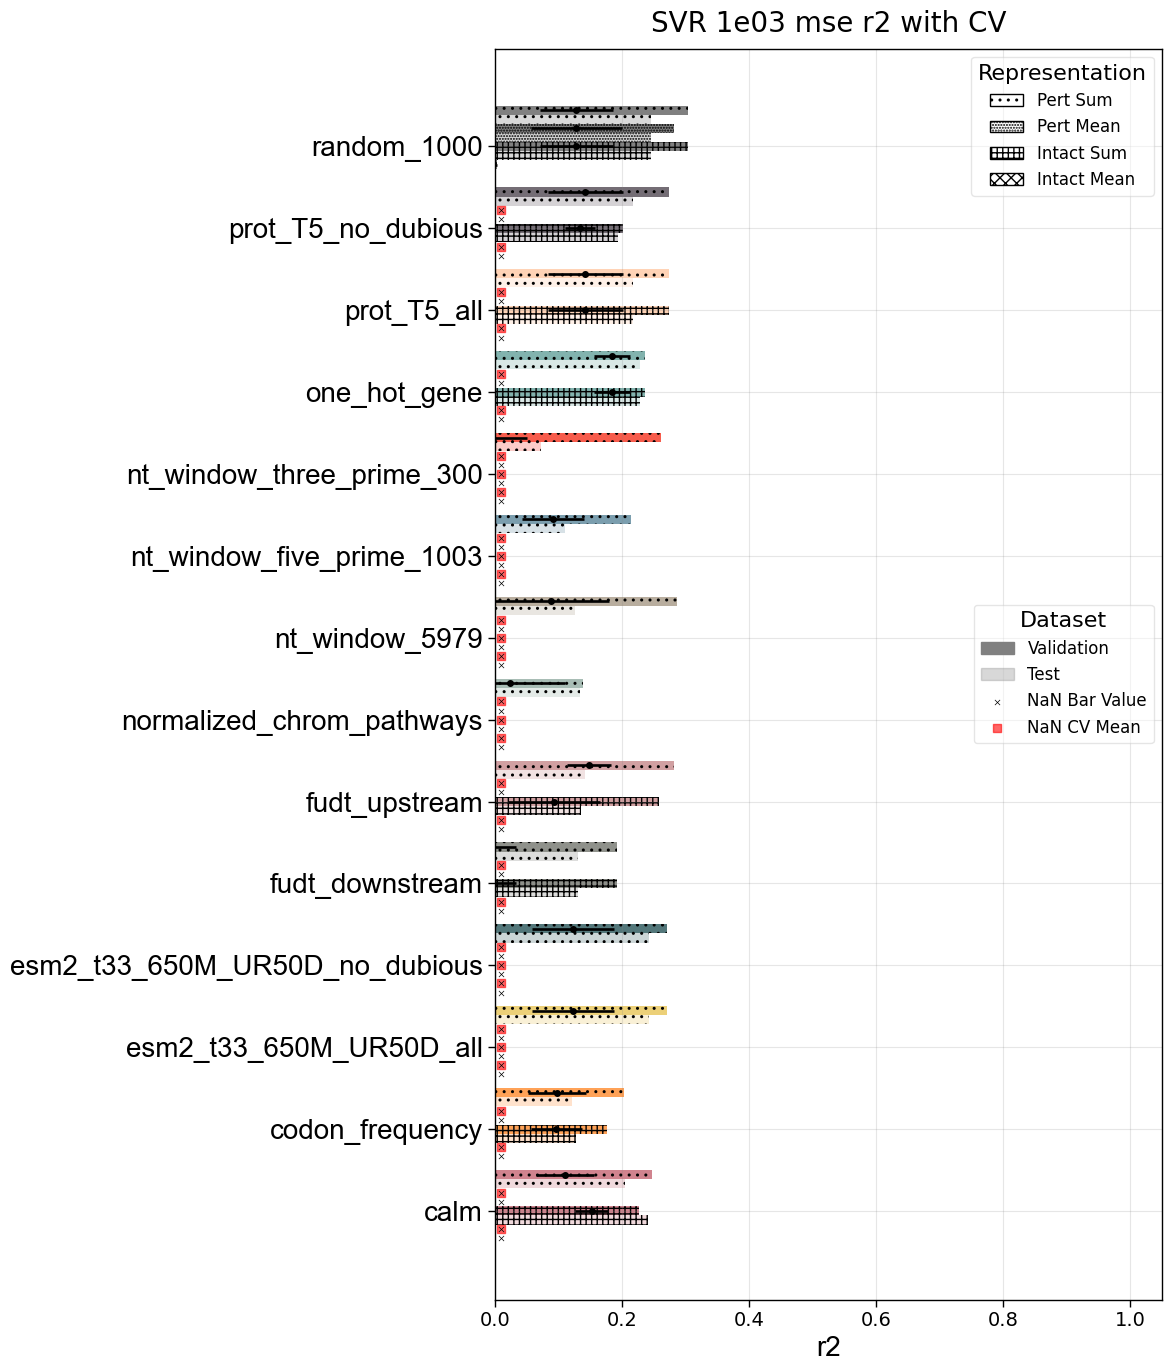 SVR 1e03 mse r2 with CV
Representation
Pert Sum
Pert Mean
Intact Sum
Intact Mean
random_1000
prot_T5_no_dubious
prot_T5_all
one_hot_gene
nt_window_three_prime_300
nt_window_five_prime_1003
nt_window_5979
normalized_chrom_pathways
fudt_upstream
fudt_downstream
esm2_t33_650M_UR50D_no_dubious
esm2_t33_650M_UR50D_all
codon_frequency
calm
Dataset
Validation
Test
NaN Bar Value
NaN CV Mean
0.0 0.2 0.4 0.6 0.8 1.0
r2